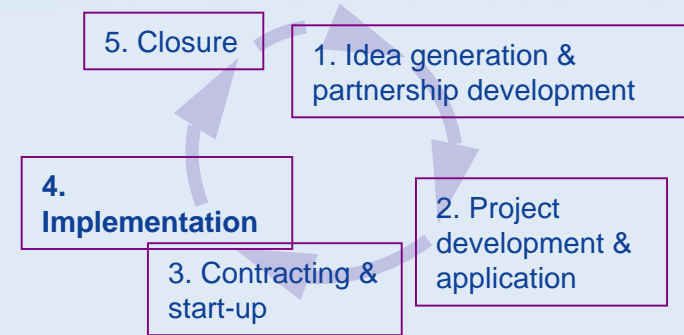 5. Closure
1. Idea generation &
partnership development
4.
Implementation
2. Project
development &
application
3. Contracting &
start-up